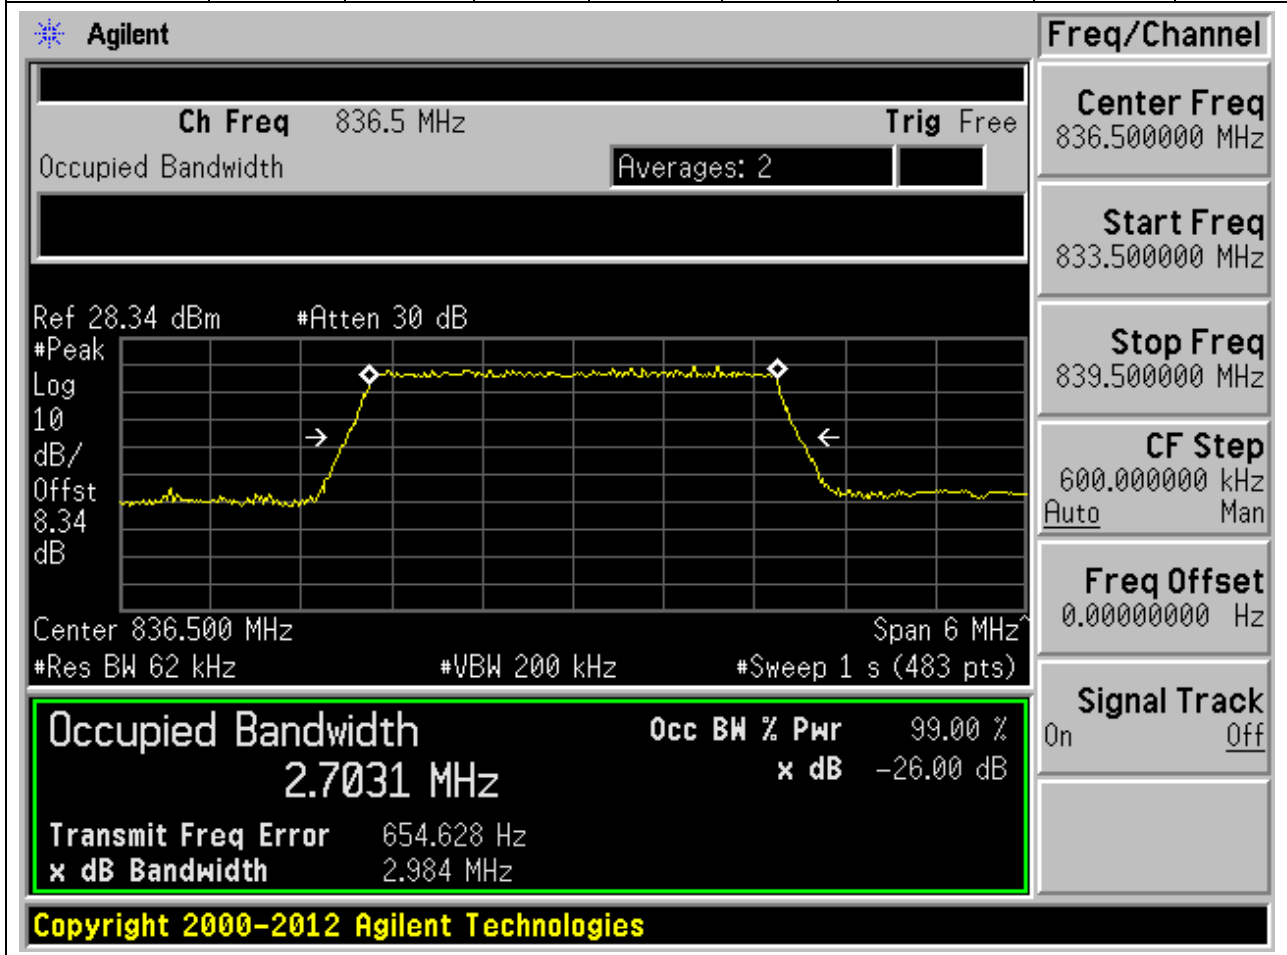 Agilent
Freq/Channel
Ch Freq 836.5 MHz Trig Free
Occupied Bandwidth Averages: 2
Center Freq
836.500000 MHz
Start Freq
833.500000 MHz
Stop Freq
839.500000 MHz
CF Step
600.000000 kHz
Auto Man
Freq Offset
0.00000000 Hz
Signal Track
On Off
Ref 28.34 dBm #Atten 30 dB
#Peak
Log
10
dB/
Offst
8.34
dB
Center 836.500 MHz Span 6 MHz^
#Res BW 62 kHz #VBW 200 kHz #Sweep 1 s (483 pts)
Occupied Bandwidth Occ BW % Pwr 99.00 %
2.7031 MHz x dB -26.00 dB
Transmit Freq Error 654.628 Hz
x dB Bandwidth 2.984 MHz
Copyright 2000-2012 Agilent Technologies